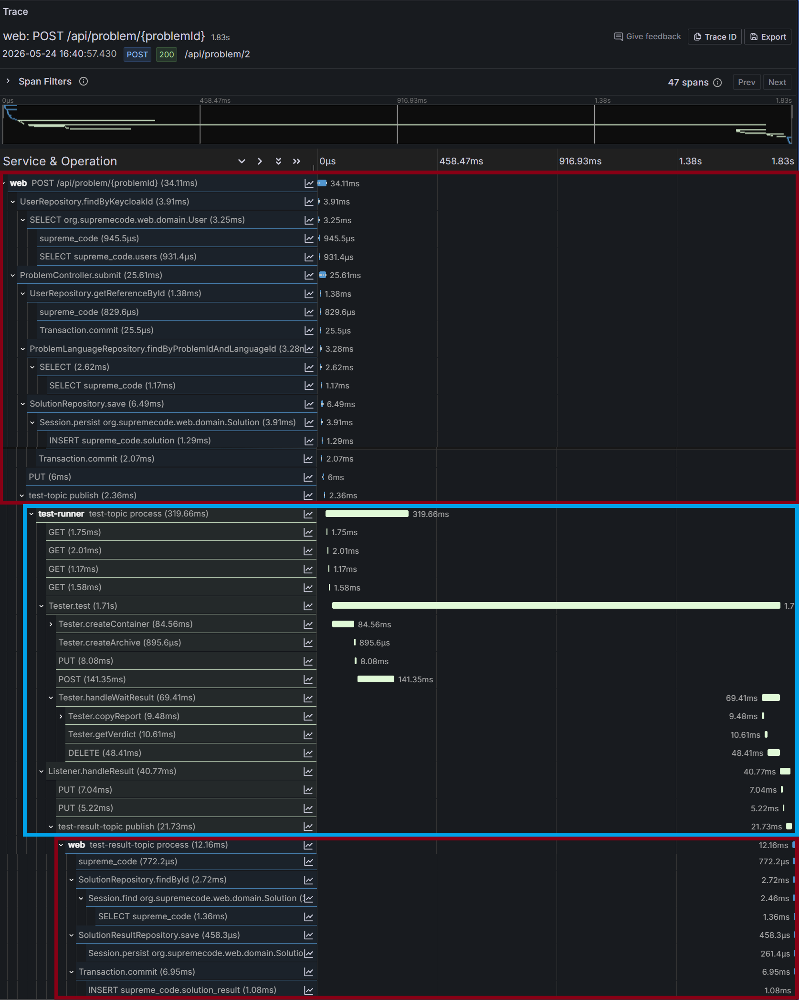 Trace
web: POST /api/problem/{problemId} 1.83s
Give feedback Trace ID Export
2026-05-24 16:40:57.430 POST 200 /api/problem/2
Span Filters 47 spans Prev Next
0μs 458.47ms 916.93ms 1.38s 1.83s
Service & Operation 0μs 458.47ms 916.93ms 1.38s 1.83s
web POST /api/problem/{problemId} (34.11ms) 34.11ms
UserRepository.findByKeycloakId (3.91ms) 3.91ms
SELECT org.supremecode.web.domain.User (3.25ms) 3.25ms
supreme_code (945.5μs) 945.5μs
SELECT supreme_code.users (931.4μs) 931.4μs
ProblemController.submit (25.61ms) 25.61ms
UserRepository.getReferenceById (1.38ms) 1.38ms
supreme_code (829.6μs) 829.6μs
Transaction.commit (25.5μs) 25.5μs
ProblemLanguageRepository.findByProblemIdAndLanguageId (3.28m 3.28ms
SELECT (2.62ms) 2.62ms
SELECT supreme_code (1.17ms) 1.17ms
SolutionRepository.save (6.49ms) 6.49ms
Session.persist org.supremecode.web.domain.Solution (3.91ms) 3.91ms
INSERT supreme_code.solution (1.29ms) 1.29ms
Transaction.commit (2.07ms) 2.07ms
PUT (6ms) 6ms
test-topic publish (2.36ms) 2.36ms
test-runner test-topic process (319.66ms) 319.66ms
GET (1.75ms) 1.75ms
GET (2.01ms) 2.01ms
GET (1.17ms) 1.17ms
GET (1.58ms) 1.58ms
Tester.test (1.71s) 1.7
Tester.createContainer (84.56ms) 84.56ms
Tester.createArchive (895.6μs) 895.6μs
PUT (8.08ms) 8.08ms
POST (141.35ms) 141.35ms
Tester.handleWaitResult (69.41ms) 69.41ms
Tester.copyReport (9.48ms) 9.48ms
Tester.getVerdict (10.61ms) 10.61ms
DELETE (48.41ms) 48.41ms
Listener.handleResult (40.77ms) 40.77ms
PUT (7.04ms) 7.04ms
PUT (5.22ms) 5.22ms
test-result-topic publish (21.73ms) 21.73ms
web test-result-topic process (12.16ms) 12.16ms
supreme_code (772.2μs) 772.2μs
SolutionRepository.findById (2.72ms) 2.72ms
Session.find org.supremecode.web.domain.Solution ( 2.46ms
SELECT supreme_code (1.36ms) 1.36ms
SolutionResultRepository.save (458.3μs) 458.3μs
Session.persist org.supremecode.web.domain.Solutio 261.4μs
Transaction.commit (6.95ms) 6.95ms
INSERT supreme_code.solution_result (1.08ms) 1.08ms